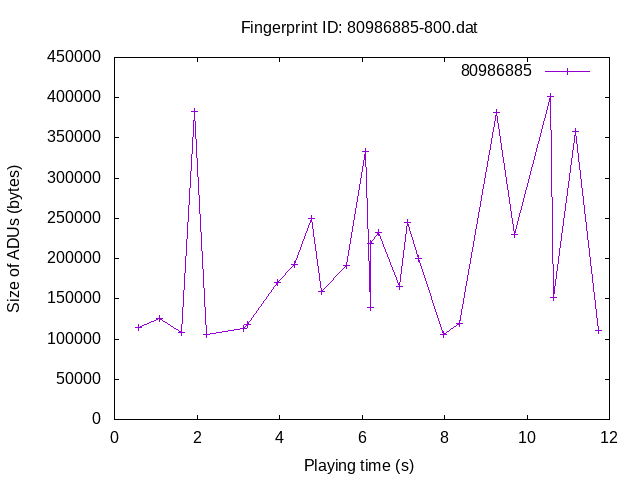 Fingerprint ID: 80986885-800.dat
80986885
450000
400000
350000
300000
250000
200000
150000
100000
50000
0
Size of ADUs (bytes)
0 2 4 6 8 10 12
Playing time (s)